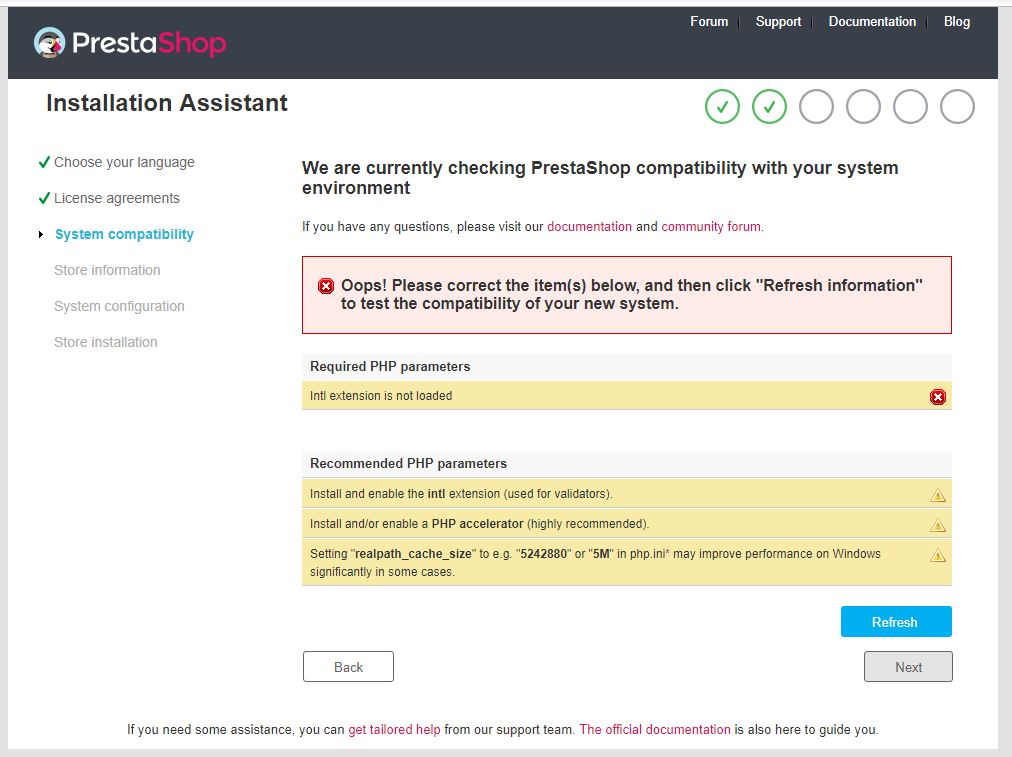 Forum Support Documentation Blog
PrestaShop
Installation Assistant
Choose your language
License agreements
System compatibility
Store information
System configuration
Store installation
We are currently checking PrestaShop compatibility with your system
environment
If you have any questions, please visit our documentation and community forum.
Oops! Please correct the item(s) below, and then click "Refresh information"
to test the compatibility of your new system.
Required PHP parameters
Intl extension is not loaded
Recommended PHP parameters
Install and enable the intl extension (used for validators).
Install and/or enable a PHP accelerator (highly recommended).
Setting "realpath_cache_size" to e.g. "5242880" or "5M" in php.ini* may improve performance on Windows
significantly in some cases.
Refresh
Back
Next
If you need some assistance, you can get tailored help from our support team. The official documentation is also here to guide you.